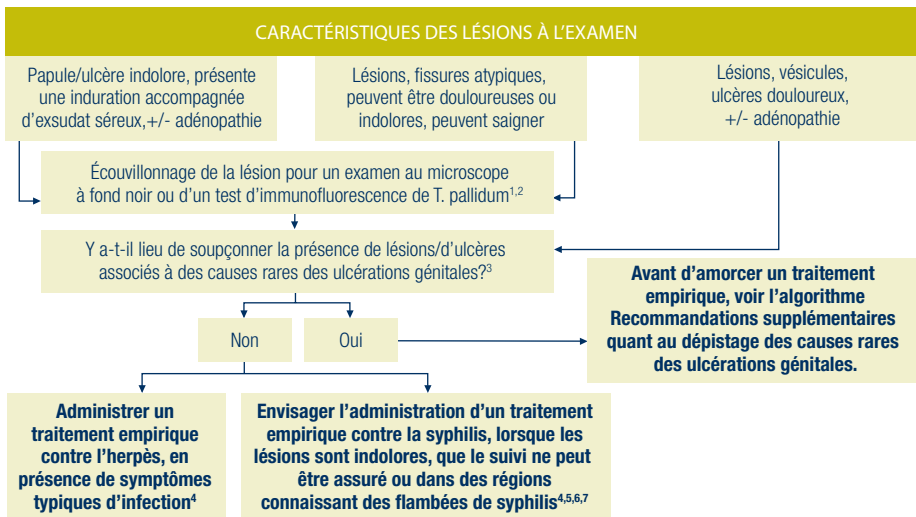 CARACTÉRISTIQUES DES LÉSIONS À L'EXAMEN
Papule/ulcère indolore, présente
une induration accompagnée
d'exsudat séreux,+/- adénopathie
Lésions, fissures atypiques,
peuvent être douloureuses ou
indolores, peuvent saigner
Lésions, vésicules,
ulcères douloureux,
+/- adénopathie
Écouvillonnage de la lésion pour un examen au microscope
à fond noir ou d'un test d'immunofluorescence de T. pallidum1,2
Y a-t-il lieu de soupçonner la présence de lésions/d'ulcères
associés à des causes rares des ulcérations génitales?3
Non
Oui
Avant d'amorcer un traitement
empirique, voir l'algorithme
Recommandations supplémentaires
quant au dépistage des causes rares
des ulcérations génitales.
Administrer un
traitement empirique
contre l'herpès, en
présence de symptômes
typiques d'infection4
Envisager l'administration d'un traitement
empirique contre la syphilis, lorsque les
lésions sont indolores, que le suivi ne peut
être assuré ou dans des régions
connaissant des flambées de syphilis4,5,6,7